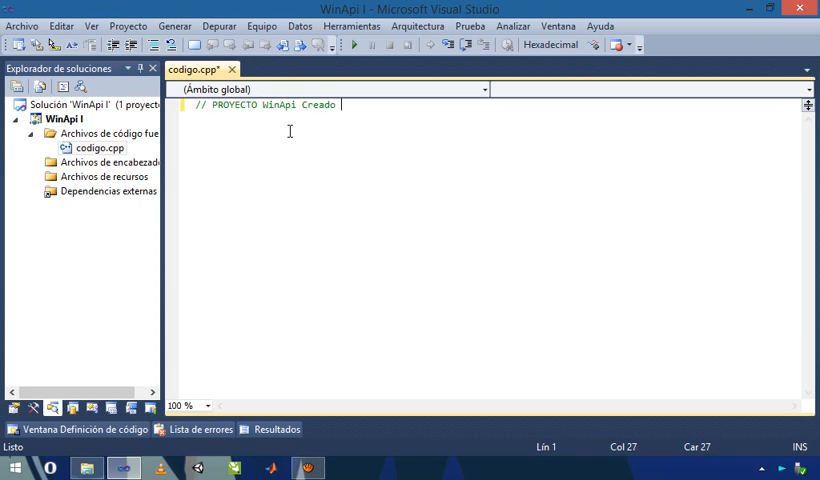 WinApi I - Microsoft Visual Studio
Archivo Editar Ver Proyecto Generar Depurar Equipo Datos Herramientas Arquitectura Prueba Analizar Ventana Ayuda
Hexadecimal
Explorador de soluciones
codigo.cpp*
(Ámbito global)
// PROYECTO WinApi Creado
Solución 'WinApi I' (1 proyect
WinApi I
Archivos de código fue
codigo.cpp
Archivos de encabezad
Archivos de recursos
Dependencias externas
100 %
Ventana Definición de código Lista de errores Resultados
Listo Lín 1 Col 27 Car 27 INS